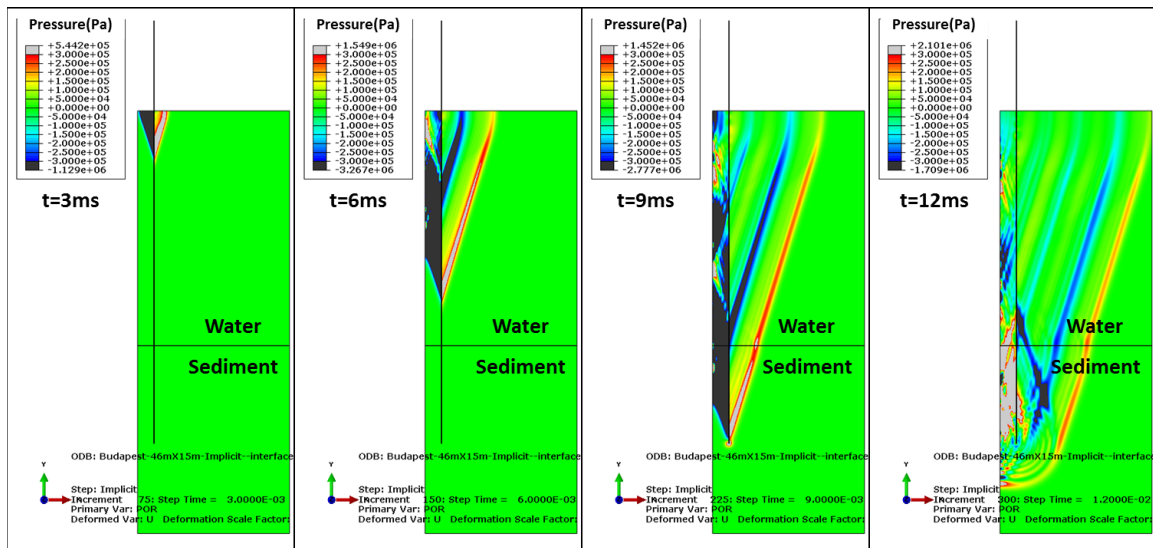 Pressure(Pa)
+5.442e+05
+3.000e+05
+2.000e+05
+1.500e+05
+1.000e+05
+5.000e+04
+0.000e+00
-5.000e+04
-1.000e+05
-1.500e+05
-2.000e+05
-2.500e+05
-3.000e+05
-1.129e+06
t=3ms
Water
Sediment
ODB: Budapest-46mX15m-Implicit--interface
Y
Step: Implicit
Increment 75: Step Time = 3.0000E-03
Primary Var: POR
Deformed Var: U Deformation Scale Factor:
Pressure(Pa)
+1.549e+06
+3.000e+05
+2.000e+05
+1.500e+05
+1.000e+05
+5.000e+04
+0.000e+00
-5.000e+04
-1.000e+05
-1.500e+05
-2.000e+05
-2.500e+05
-3.000e+05
-3.267e+06
t=6ms
Water
Sediment
ODB: Budapest-46mX15m-Implicit--interface
Y
Step: Implicit
Increment 150: Step Time = 6.0000E-03
Primary Var: POR
Deformed Var: U Deformation Scale Factor:
Pressure(Pa)
+1.452e+06
+3.000e+05
+2.000e+05
+1.500e+05
+1.000e+05
+5.000e+04
+0.000e+00
-5.000e+04
-1.000e+05
-1.500e+05
-2.000e+05
-2.500e+05
-3.000e+05
-2.777e+06
t=9ms
Water
Sediment
ODB: Budapest-46mX15m-Implicit--interface
Y
Step: Implicit
Increment 225: Step Time = 9.0000E-03
Primary Var: POR
Deformed Var: U Deformation Scale Factor:
Pressure(Pa)
+2.101e+06
+3.000e+05
+2.000e+05
+1.500e+05
+1.000e+05
+5.000e+04
+0.000e+00
-5.000e+04
-1.000e+05
-1.500e+05
-2.000e+05
-2.500e+05
-3.000e+05
-1.709e+06
t=12ms
Water
Sediment
ODB: Budapest-46mX15m-Implicit--interface
Y
Step: Implicit
Increment 300: Step Time = 1.2000E-02
Primary Var: POR
Deformed Var: U Deformation Scale Factor: